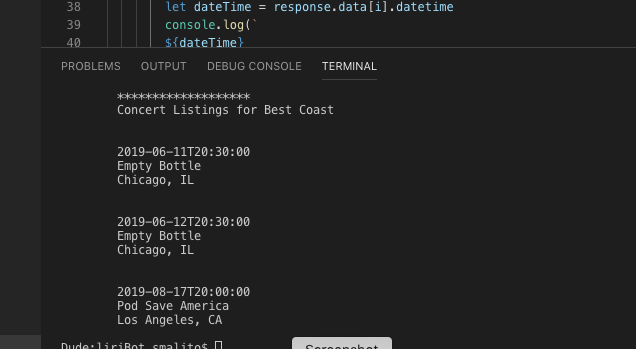 38 let dateTime = response.data[i].datetime
39 console.log(`
40 ${dateTime}
PROBLEMS OUTPUT DEBUG CONSOLE TERMINAL
*******************
Concert Listings for Best Coast
2019-06-11T20:30:00
Empty Bottle
Chicago, IL
2019-06-12T20:30:00
Empty Bottle
Chicago, IL
2019-08-17T20:00:00
Pod Save America
Los Angeles, CA
Dude:liriBot smalito$
Screenshot